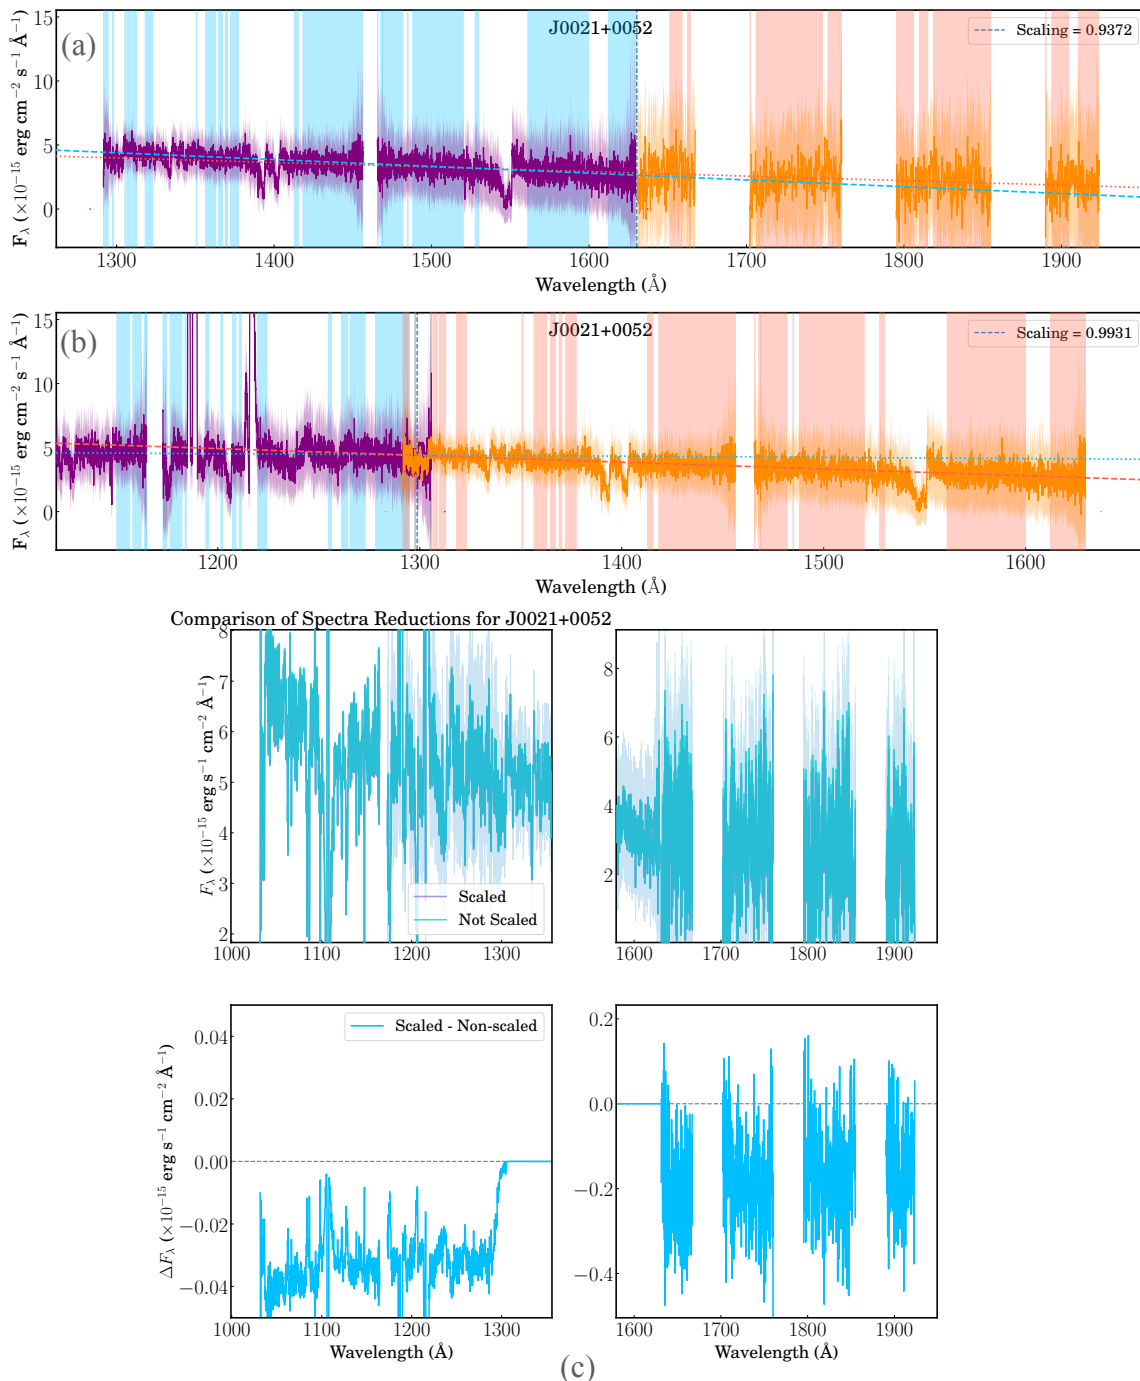 (a)
J0021+0052
Scaling = 0.9372
15
10
5
0
F_λ (×10⁻¹⁵ erg cm⁻² s⁻¹ Å⁻¹)
1300 1400 1500 1600 1700 1800 1900
Wavelength (Å)
(b)
J0021+0052
Scaling = 0.9931
15
10
5
0
F_λ (×10⁻¹⁵ erg cm⁻² s⁻¹ Å⁻¹)
1200 1300 1400 1500 1600
Wavelength (Å)
Comparison of Spectra Reductions for J0021+0052
8
7
6
5
4
3
2
F_λ (×10⁻¹⁵ erg s⁻¹ cm⁻² Å⁻¹)
Scaled
Not Scaled
1000 1100 1200 1300
8
6
4
2
1600 1700 1800 1900
Scaled - Non-scaled
0.04
0.02
0.00
−0.02
−0.04
ΔF_λ (×10⁻¹⁵ erg s⁻¹ cm⁻² Å⁻¹)
1000 1100 1200 1300
Wavelength (Å)
0.2
0.0
−0.2
−0.4
1600 1700 1800 1900
Wavelength (Å)
(c)